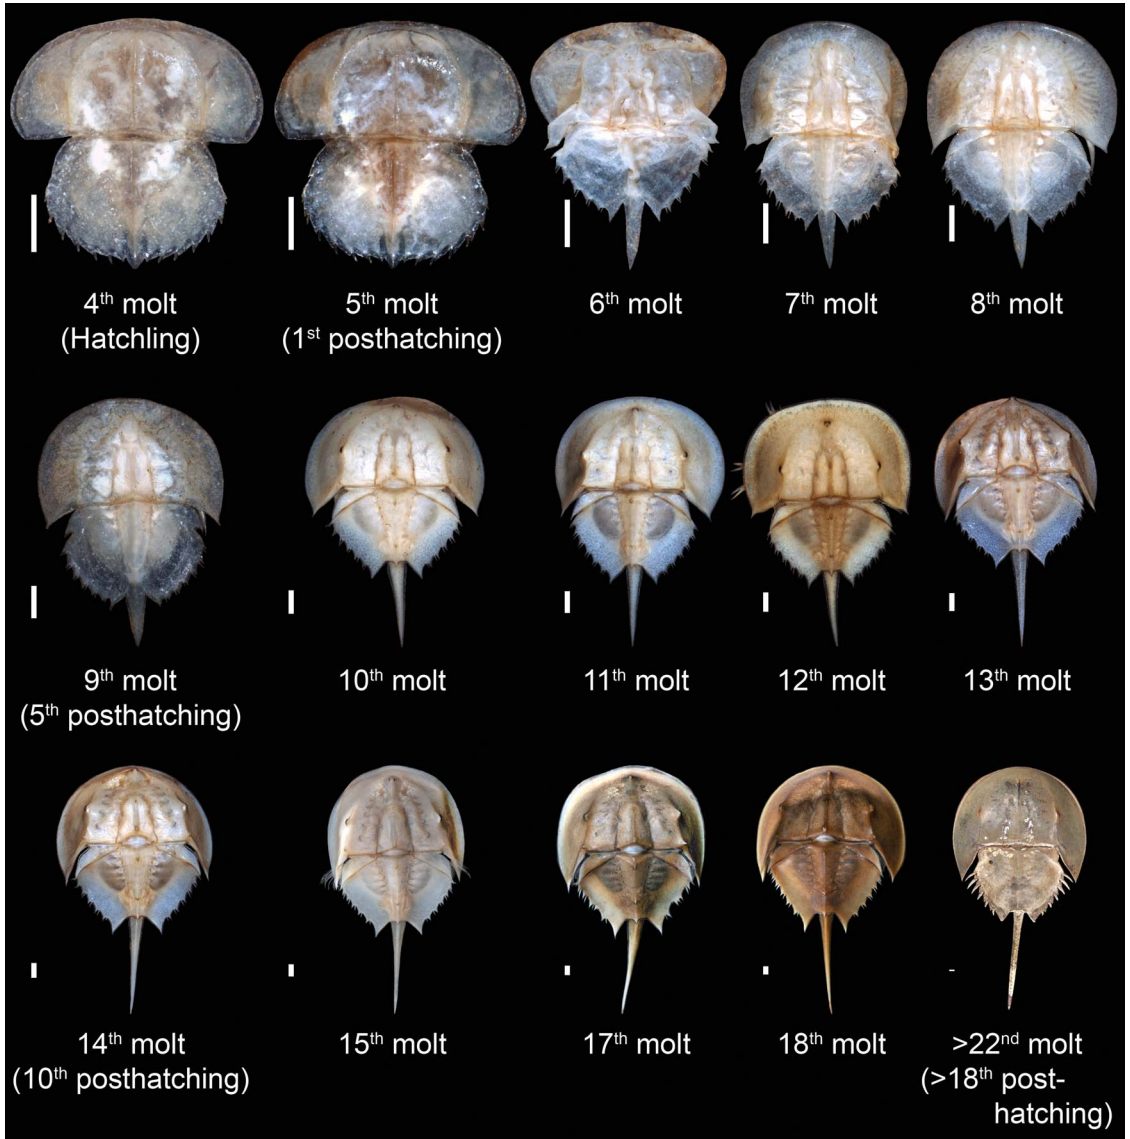 4th molt
(Hatchling)
5th molt
(1st posthatching)
6th molt
7th molt
8th molt
9th molt
(5th posthatching)
10th molt
11th molt
12th molt
13th molt
14th molt
(10th posthatching)
15th molt
17th molt
18th molt
>22nd molt
(>18th post-
hatching)